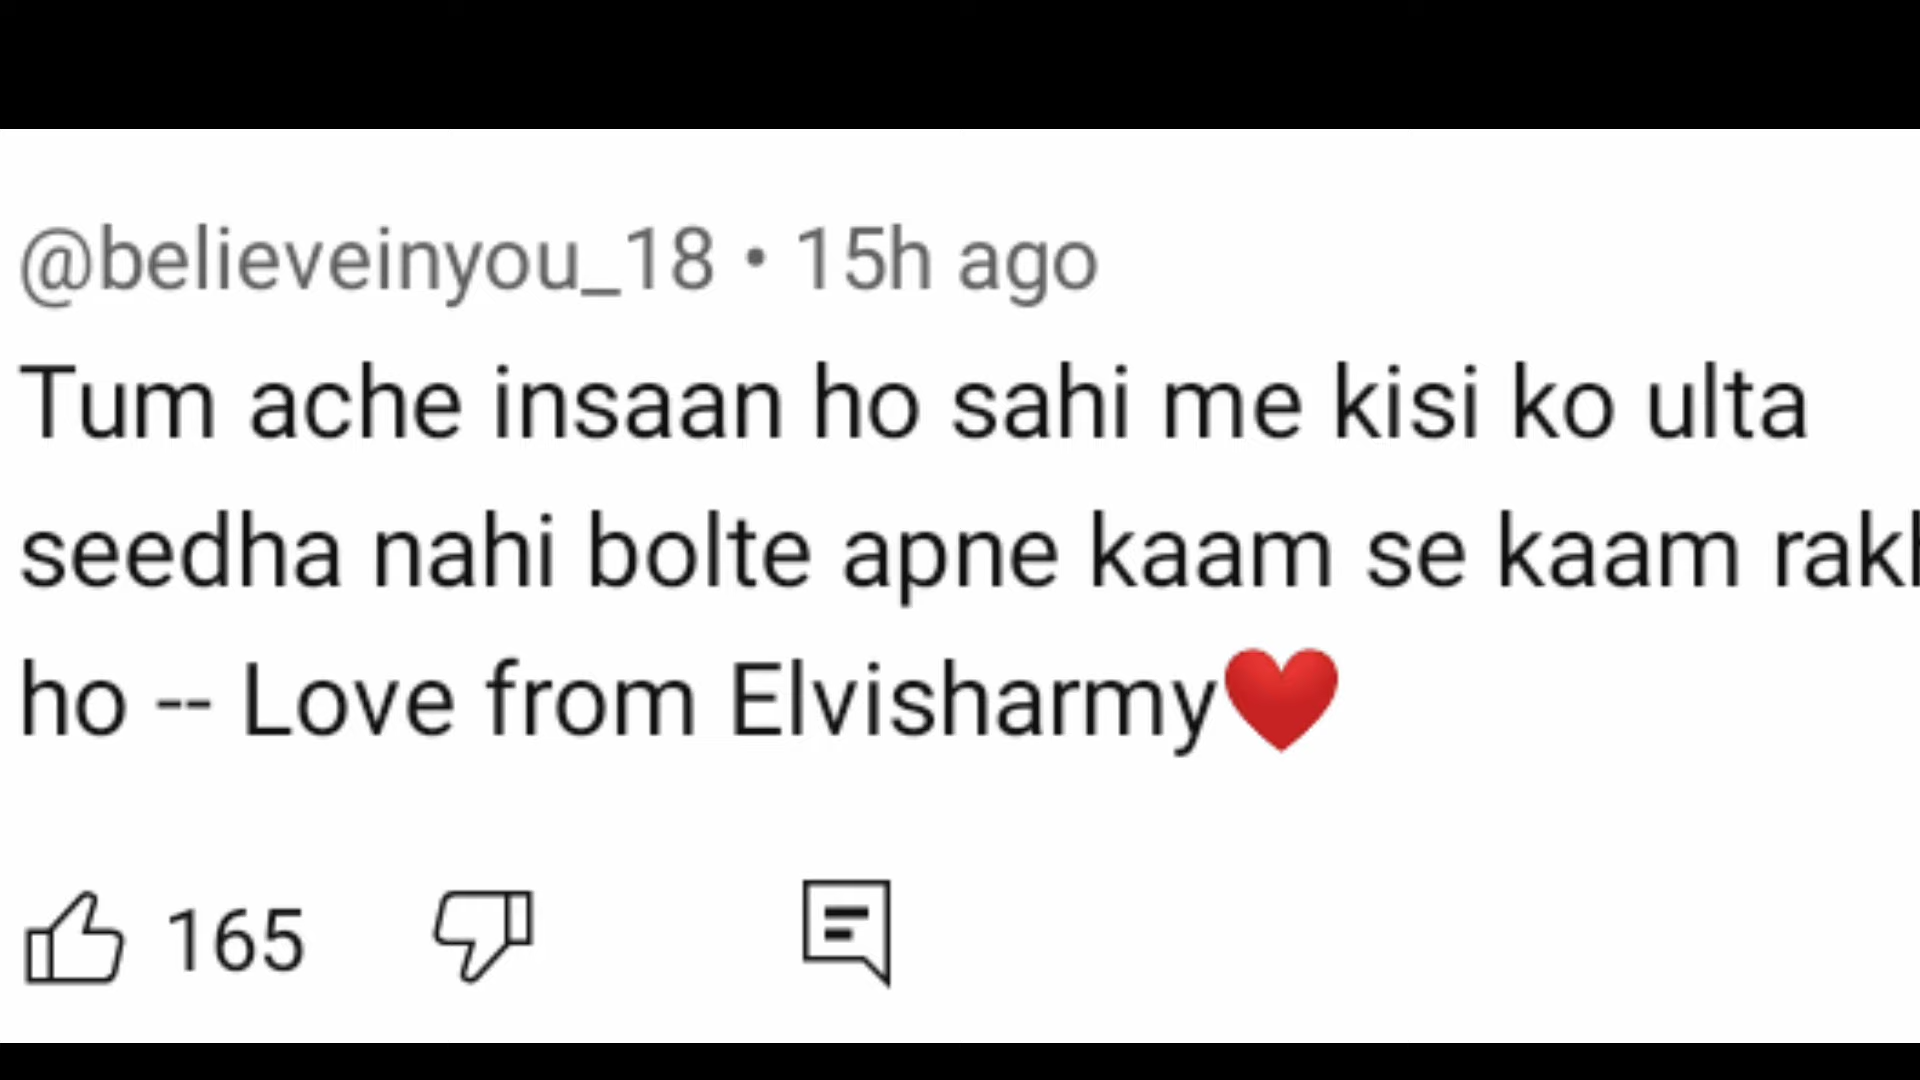 @believeinyou_18 • 15h ago
Tum ache insaan ho sahi me kisi ko ulta
seedha nahi bolte apne kaam se kaam
ho -- Love from Elvisharmy❤️
165